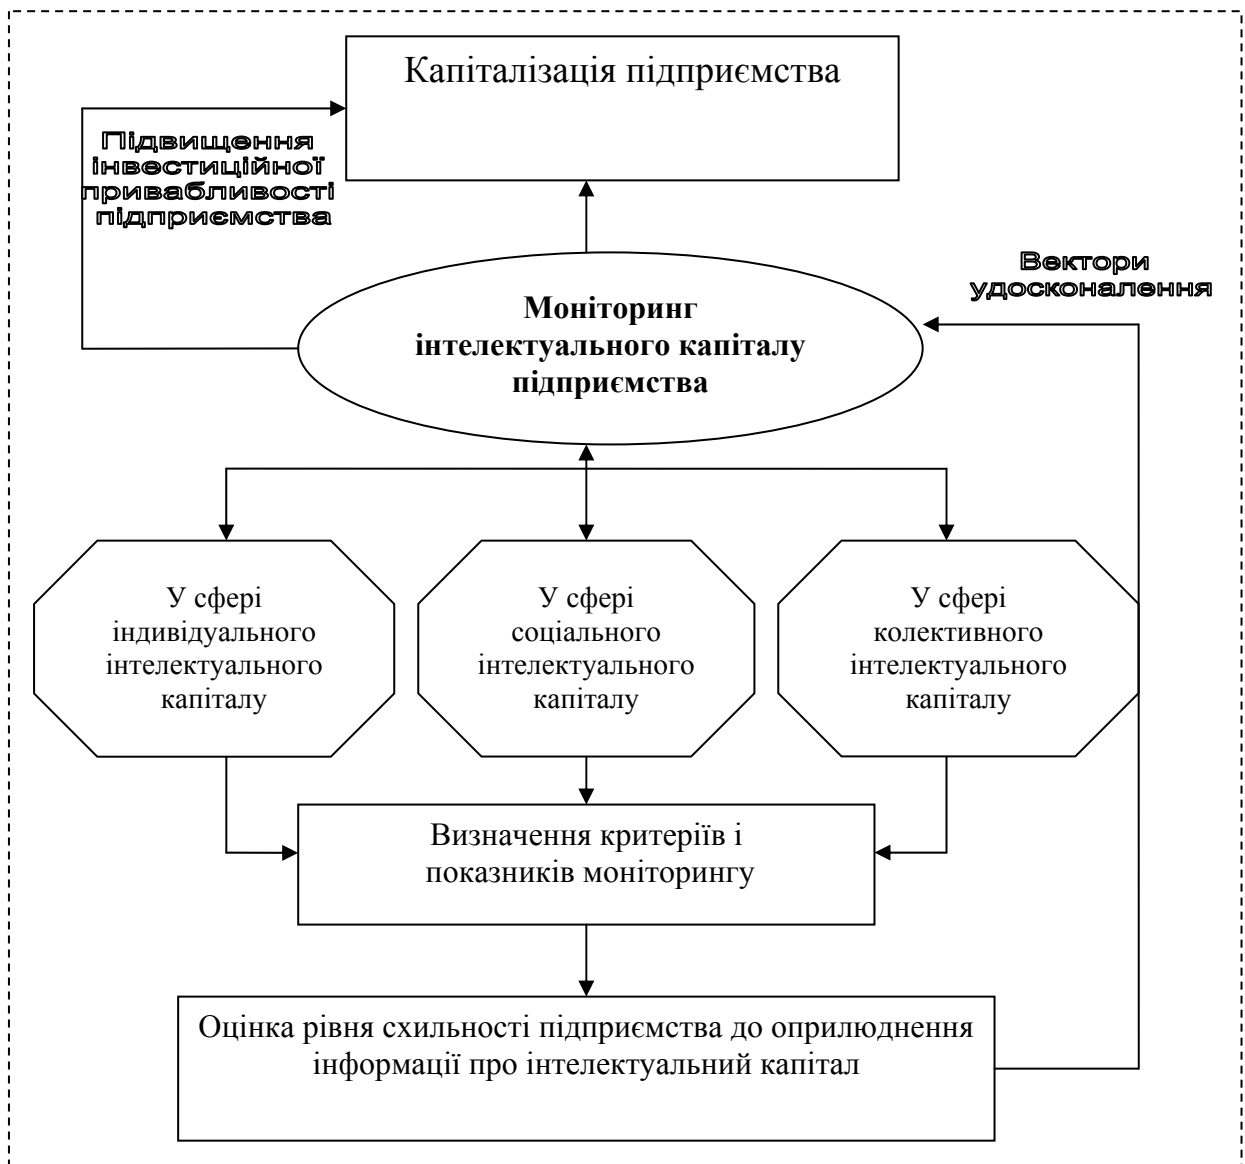 Капіталізація підприємства
Підвищення
інвестиційної
привабливості
підприємства
Вектори
удосконалення
Моніторинг
інтелектуального капіталу
підприємства
У сфері
індивідуального
інтелектуального
капіталу
У сфері
соціального
інтелектуального
капіталу
У сфері
колективного
інтелектуального
капіталу
Визначення критеріїв і
показників моніторингу
Оцінка рівня схильності підприємства до оприлюднення
інформації про інтелектуальний капітал